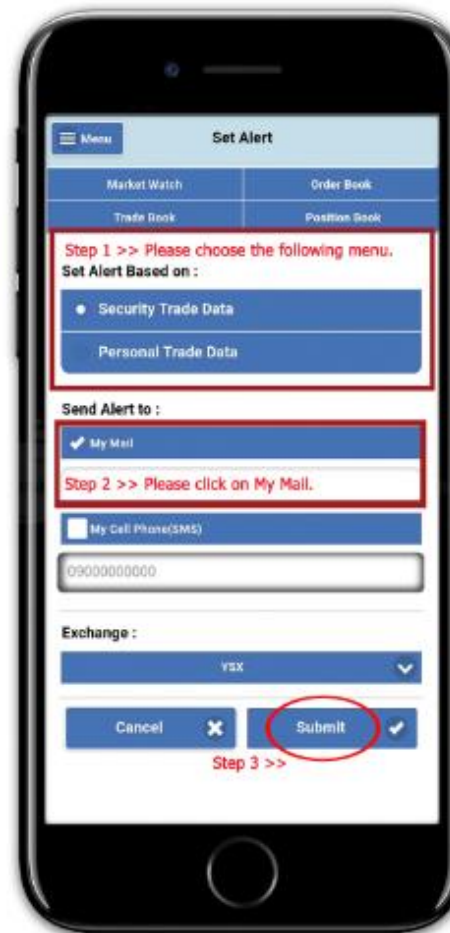 Menu
Set Alert
Market Watch
Order Book
Trade Book
Position Book
Step 1 >> Please choose the following menu.
Set Alert Based on :
Security Trade Data
Personal Trade Data
Send Alert to :
My Mail
Step 2 >> Please click on My Mail.
My Cell Phone(SMS)
09000000000
Exchange :
YSX
Cancel
Submit
Step 3 >>